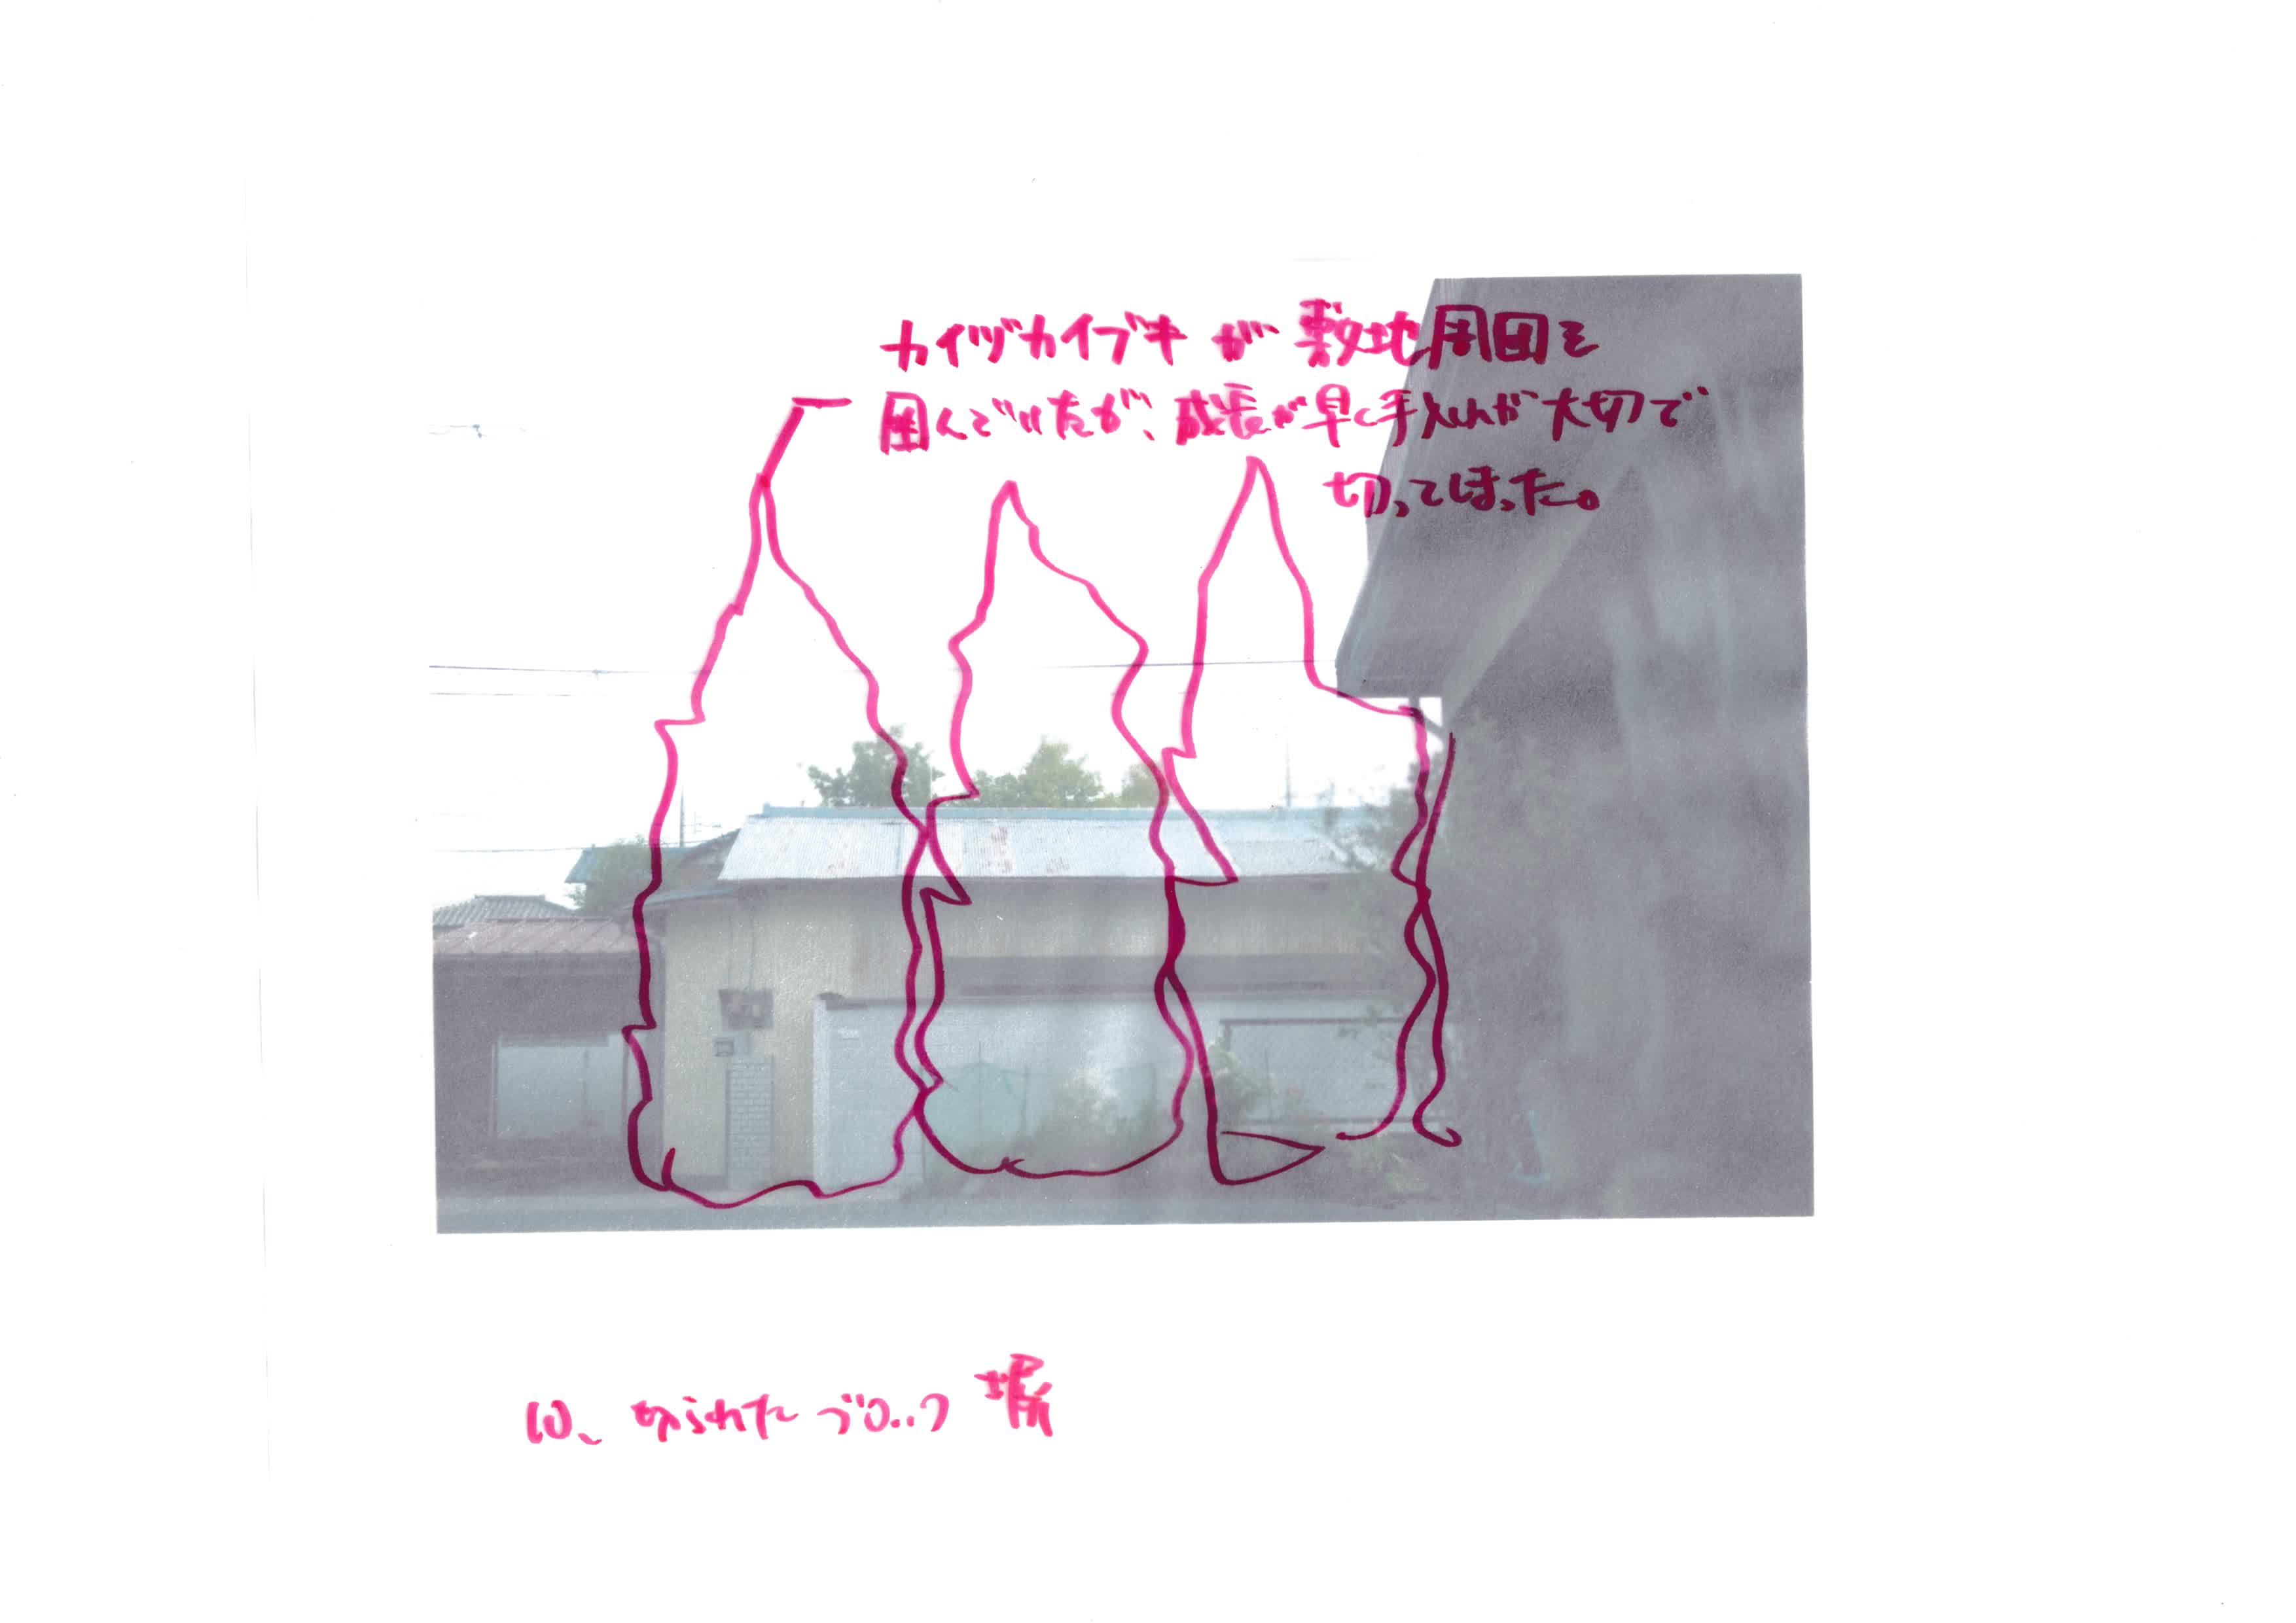 カイヅカイブキが敷地周囲を
囲んでいたが、成長が早く手入れが大切で
切ってしまった。
10、切られたブロック塀